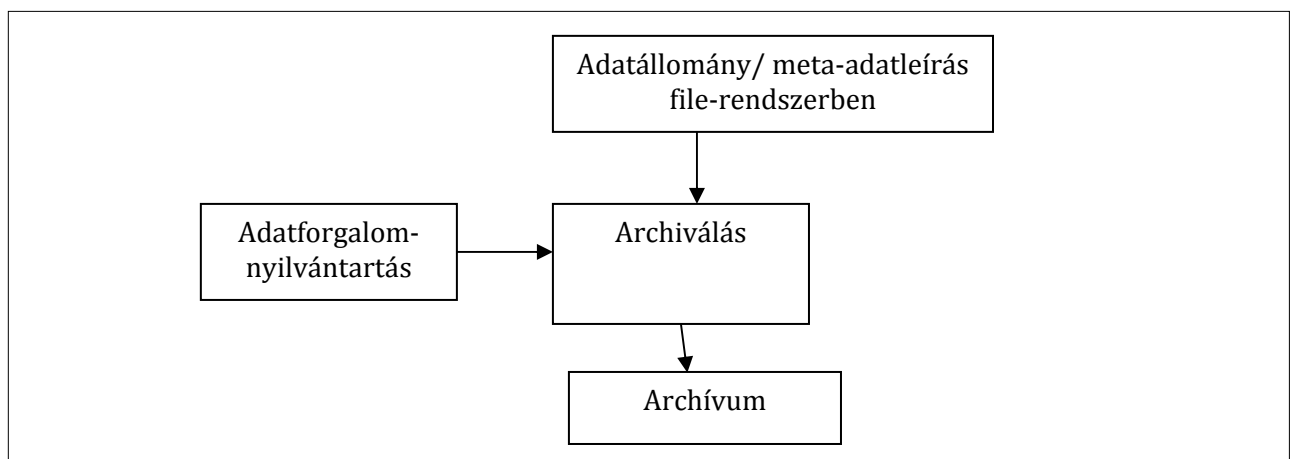 Adatállomány/ meta-adatleírás
file-rendszerben
Adatforgalom-
nyilvántartás
Archiválás
Archívum